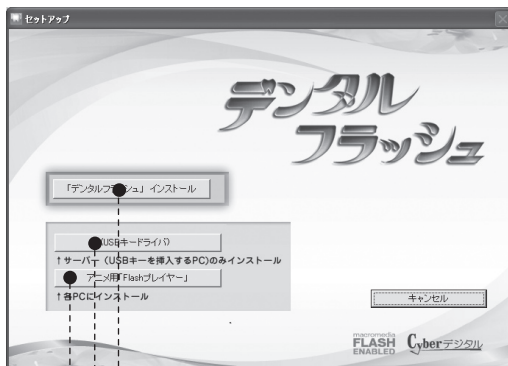 セットアップ
デンタル
フラッシュ
「デンタルフラッシュ」インストール
(USBキードライバ)
↑サーバー(USBキーを挿入するPC)のみインストール
アニメ用「Flashプレイヤー」
↑各PCにインストール
キャンセル
macromedia
FLASH
ENABLED
Cyberデジタル